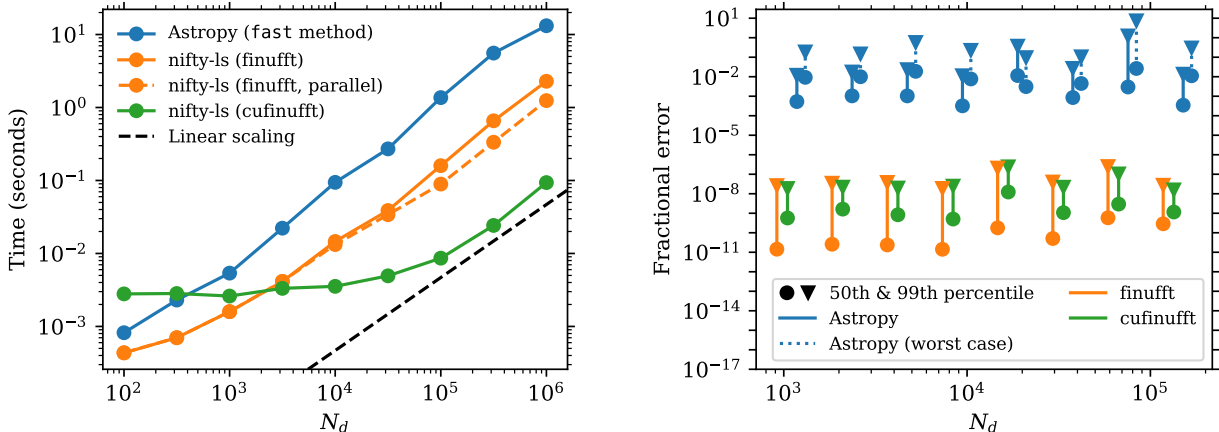 Time (seconds)
10^1
10^0
10^−1
10^−2
10^−3
Astropy (fast method)
nifty-ls (finufft)
nifty-ls (finufft, parallel)
nifty-ls (cufinufft)
Linear scaling
10^2 10^3 10^4 10^5 10^6
N_d
Fractional error
10^1
10^−2
10^−5
10^−8
10^−11
10^−14
10^−17
50th & 99th percentile
Astropy
Astropy (worst case)
finufft
cufinufft
10^3 10^4 10^5
N_d